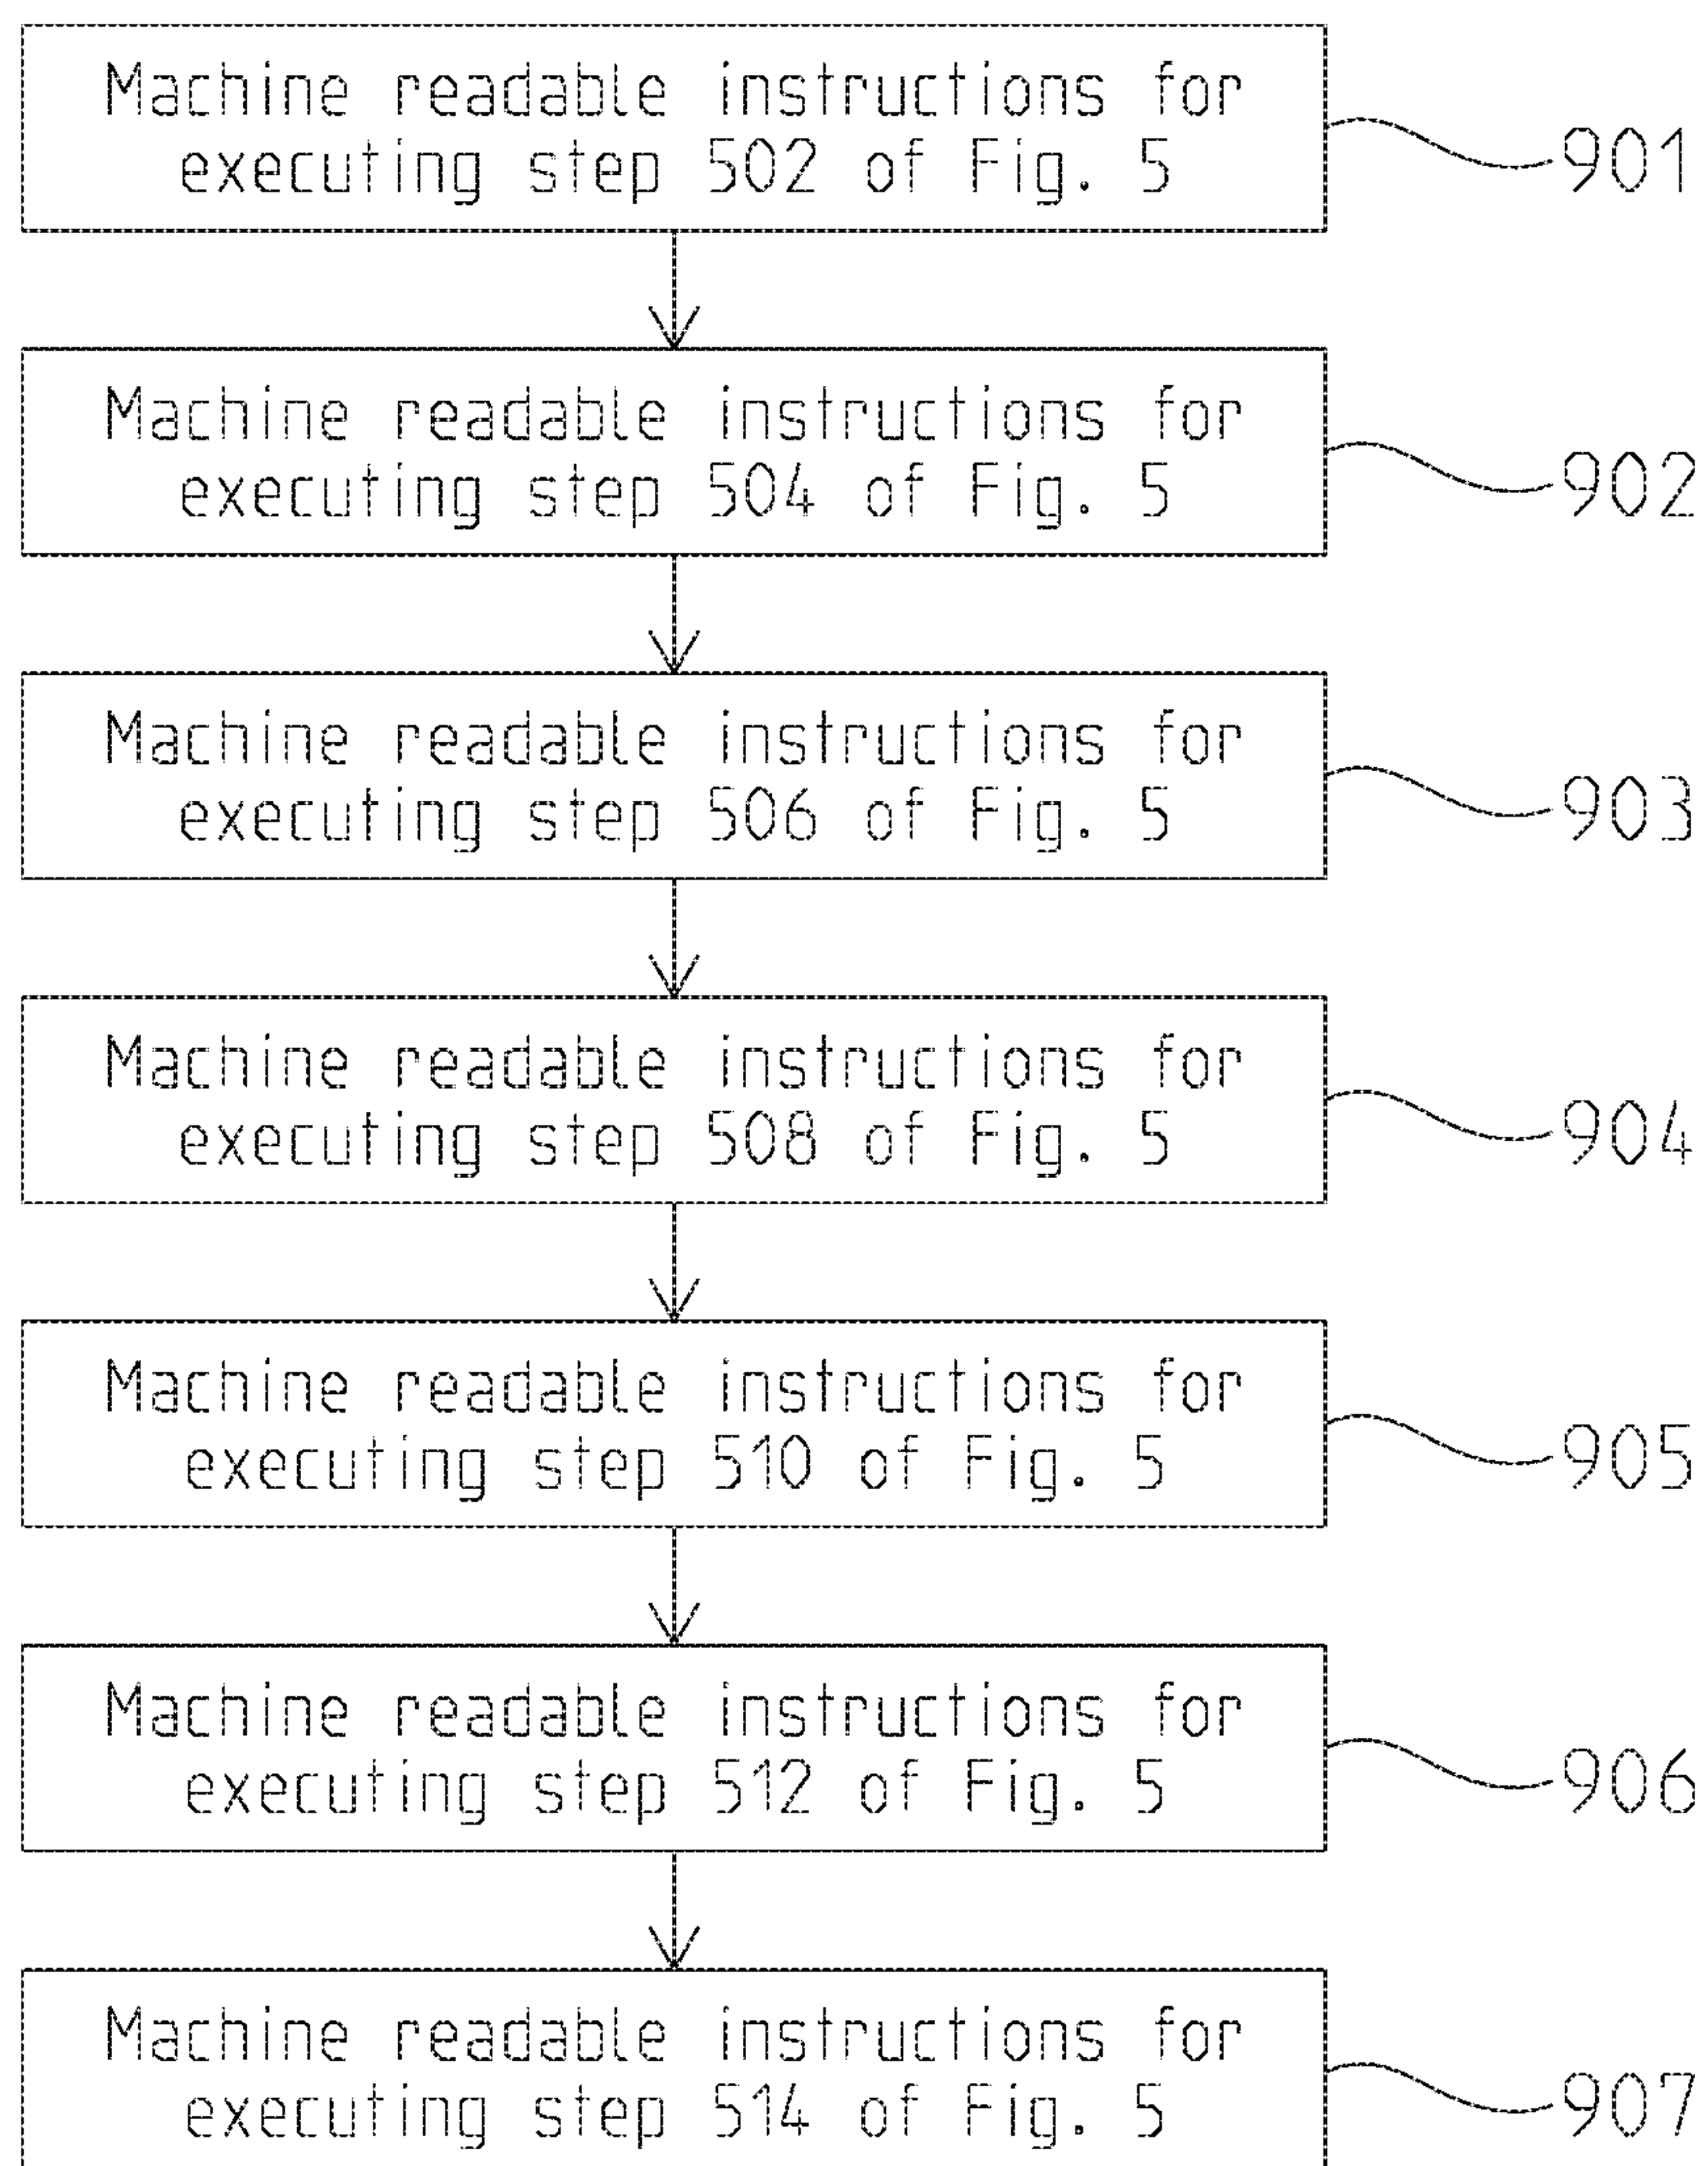 Machine readable instructions for
executing step 502 of Fig. 5
901
Machine readable instructions for
executing step 504 of Fig. 5
902
Machine readable instructions for
executing step 506 of Fig. 5
903
Machine readable instructions for
executing step 508 of Fig. 5
904
Machine readable instructions for
executing step 510 of Fig. 5
905
Machine readable instructions for
executing step 512 of Fig. 5
906
Machine readable instructions for
executing step 514 of Fig. 5
907